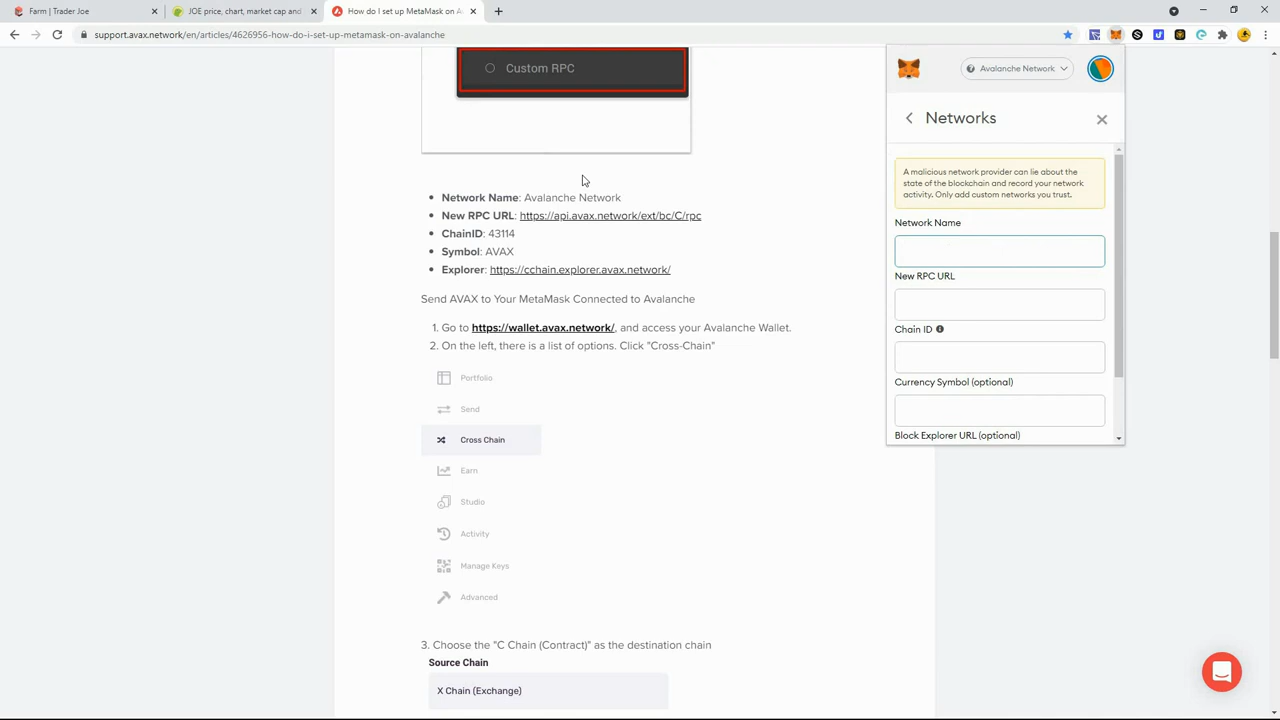 Farm | Trader Joe
JOE price, chart, market cap and
How do I set up MetaMask on A
support.avax.network/en/articles/4626956-how-do-i-set-up-metamask-on-avalanche
Custom RPC
Network Name: Avalanche Network
New RPC URL: https://api.avax.network/ext/bc/C/rpc
ChainID: 43114
Symbol: AVAX
Explorer: https://cchain.explorer.avax.network/
Send AVAX to Your MetaMask Connected to Avalanche
1. Go to https://wallet.avax.network/, and access your Avalanche Wallet.
2. On the left, there is a list of options. Click "Cross-Chain"
Portfolio
Send
Cross Chain
Earn
Studio
Activity
Manage Keys
Advanced
3. Choose the "C Chain (Contract)" as the destination chain
Source Chain
X Chain (Exchange)
Avalanche Network
Networks
A malicious network provider can lie about the
state of the blockchain and record your network
activity. Only add custom networks you trust.
Network Name
New RPC URL
Chain ID
Currency Symbol (optional)
Block Explorer URL (optional)